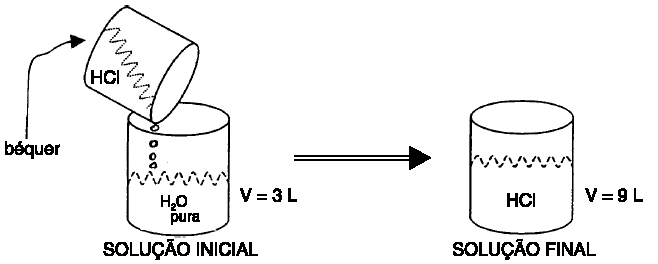 HCl
béquer
H2O
pura
V = 3 L
SOLUÇÃO INICIAL
HCl
V = 9 L
SOLUÇÃO FINAL